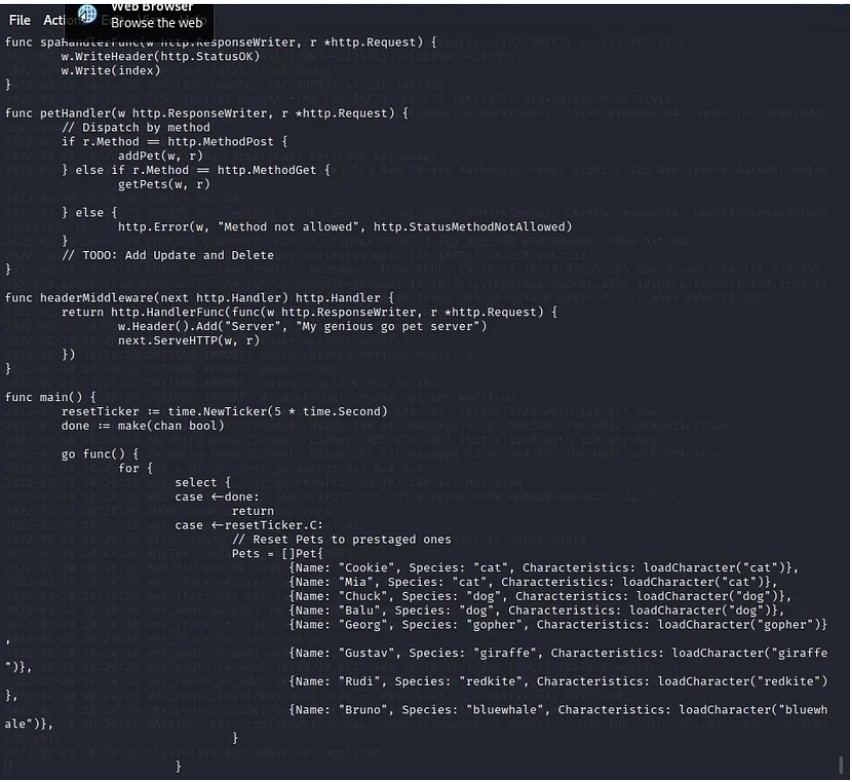 Web Browser
Browse the web
File Actio
func spaHandlerFunc(w http.ResponseWriter, r *http.Request) {
w.WriteHeader(http.StatusOK)
w.Write(index)
}
func petHandler(w http.ResponseWriter, r *http.Request) {
// Dispatch by method
if r.Method == http.MethodPost {
addPet(w, r)
} else if r.Method == http.MethodGet {
getPets(w, r)
} else {
http.Error(w, "Method not allowed", http.StatusMethodNotAllowed)
}
// TODO: Add Update and Delete
}
func headerMiddleware(next http.Handler) http.Handler {
return http.HandlerFunc(func(w http.ResponseWriter, r *http.Request) {
w.Header().Add("Server", "My genious go pet server")
next.ServeHTTP(w, r)
})
}
func main() {
resetTicker := time.NewTicker(5 * time.Second)
done := make(chan bool)
go func() {
for {
select {
case <-done:
return
case <-resetTicker.C:
// Reset Pets to prestaged ones
Pets = []Pet{
{Name: "Cookie", Species: "cat", Characteristics: loadCharacter("cat")},
{Name: "Mia", Species: "cat", Characteristics: loadCharacter("cat")},
{Name: "Chuck", Species: "dog", Characteristics: loadCharacter("dog")},
{Name: "Balu", Species: "dog", Characteristics: loadCharacter("dog")},
{Name: "Georg", Species: "gopher", Characteristics: loadCharacter("gopher")}
,
{Name: "Gustav", Species: "giraffe", Characteristics: loadCharacter("giraffe
")},
{Name: "Rudi", Species: "redkite", Characteristics: loadCharacter("redkite")
},
{Name: "Bruno", Species: "bluewhale", Characteristics: loadCharacter("bluewh
ale")},
}
}